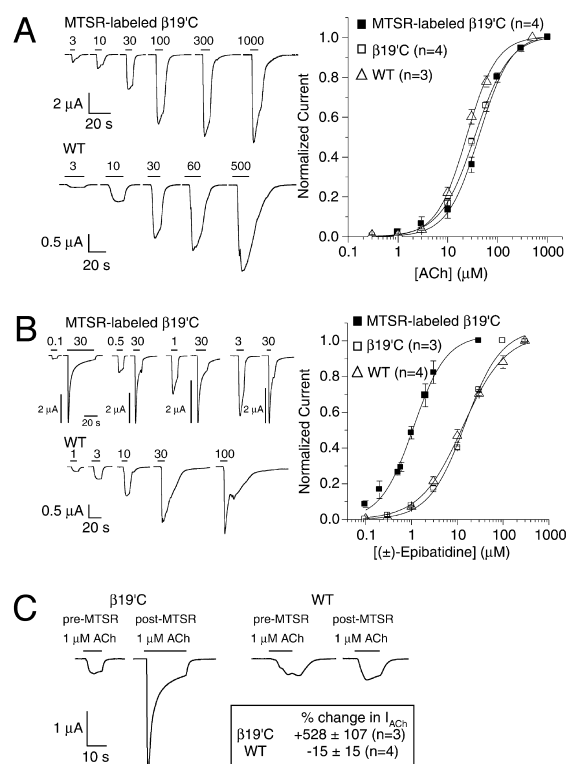 A
MTSR-labeled β19'C
3 10 30 100 300 1000
2 µA
20 s
WT
3 10 30 60 500
0.5 µA
20 s
MTSR-labeled β19'C (n=4)
β19'C (n=4)
WT (n=3)
Normalized Current
1.0
0.8
0.6
0.4
0.2
0.0
0.1 1 10 100 1000
[ACh] (µM)
B
MTSR-labeled β19'C
0.1 30 0.5 30 1 30 3 30
2 µA 2 µA 2 µA 2 µA
20 s
WT
1 3 10 30 100
0.5 µA
20 s
MTSR-labeled β19'C
β19'C (n=3)
WT (n=4)
Normalized Current
1.0
0.8
0.6
0.4
0.2
0.0
0.1 1 10 100 1000
[(±)-Epibatidine] (µM)
C
β19'C WT
pre-MTSR post-MTSR pre-MTSR post-MTSR
1 µM ACh 1 µM ACh 1 µM ACh 1 µM ACh
1 µA
10 s
% change in IACh
β19'C +528 ± 107 (n=3)
WT -15 ± 15 (n=4)